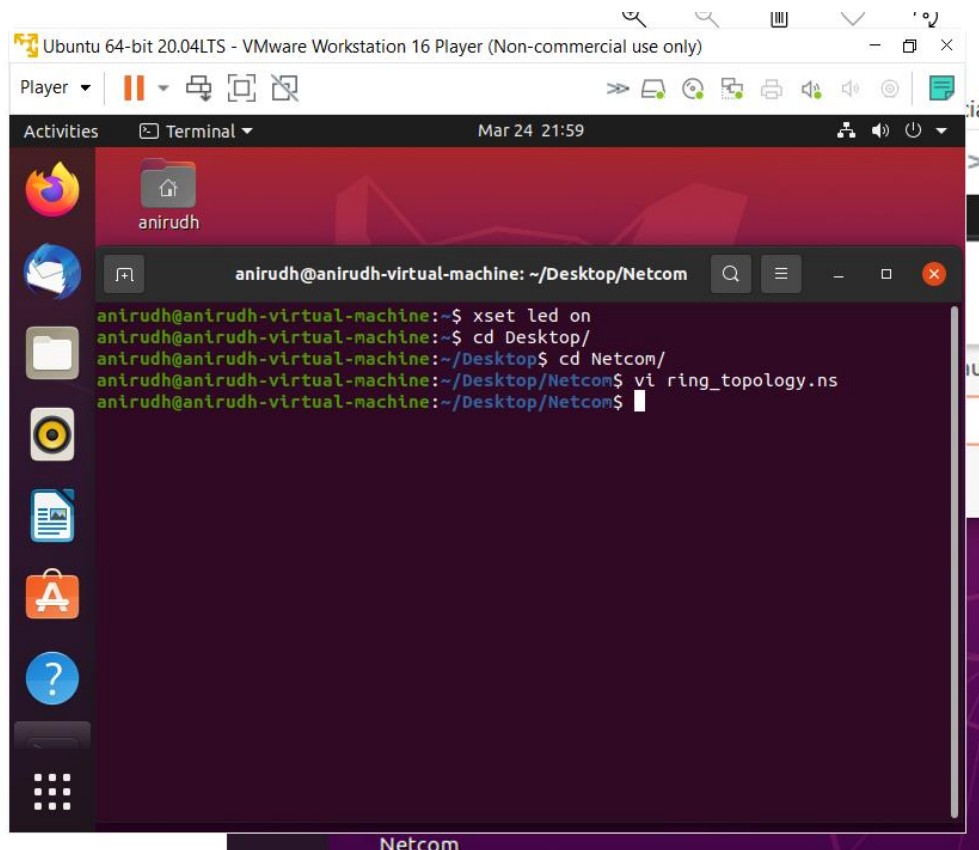 Ubuntu 64-bit 20.04LTS - VMware Workstation 16 Player (Non-commercial use only)
Player
Activities Terminal Mar 24 21:59
anirudh
anirudh@anirudh-virtual-machine: ~/Desktop/Netcom
anirudh@anirudh-virtual-machine:~$ xset led on
anirudh@anirudh-virtual-machine:~$ cd Desktop/
anirudh@anirudh-virtual-machine:~/Desktop$ cd Netcom/
anirudh@anirudh-virtual-machine:~/Desktop/Netcom$ vi ring_topology.ns
anirudh@anirudh-virtual-machine:~/Desktop/Netcom$
Netcom